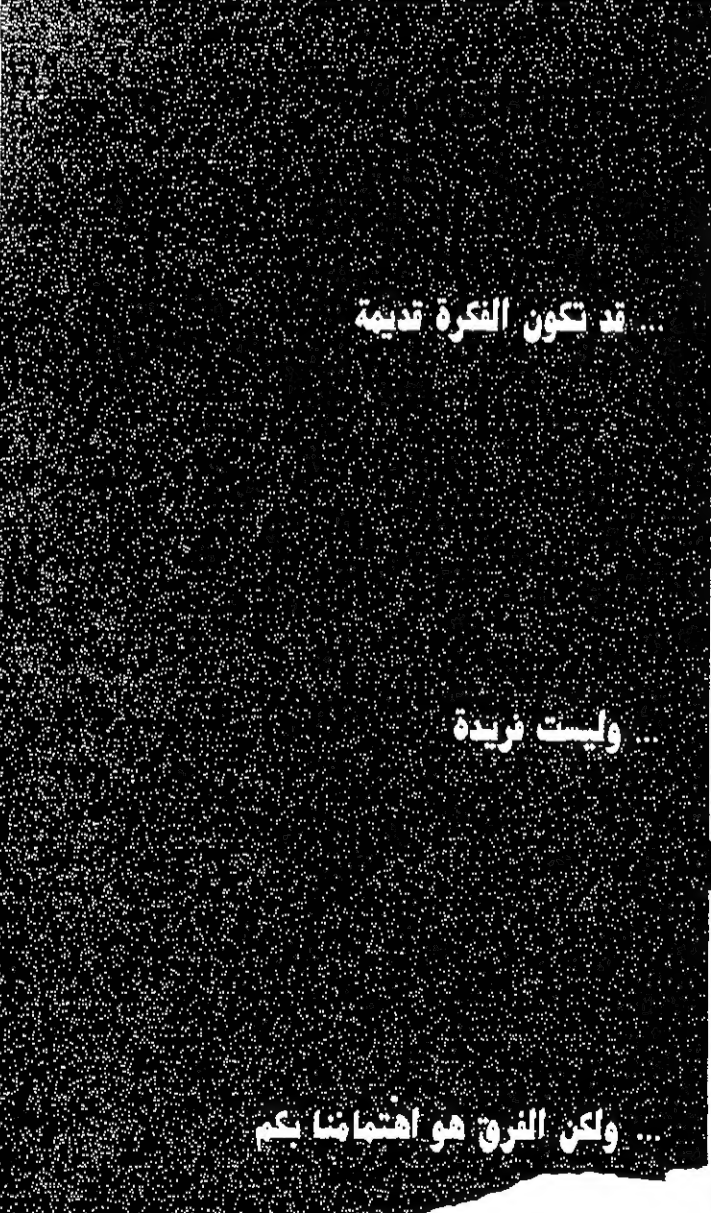 ... قد تكون الفكرة قديمة
... وليست فريدة
... ولكن الفرق هو اهتمامنا بكم